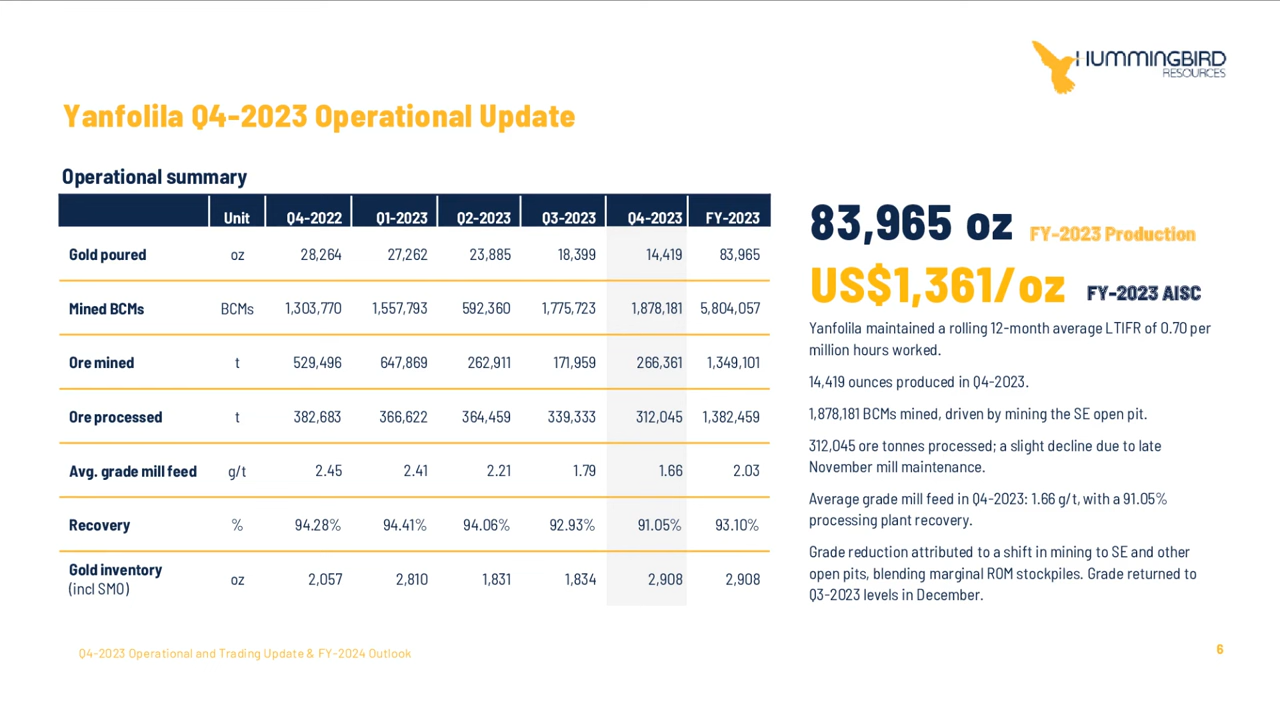 HUMMINGBIRD
RESOURCES
Yanfolila Q4-2023 Operational Update
Operational summary
Unit Q4-2022 Q1-2023 Q2-2023 Q3-2023 Q4-2023 FY-2023
Gold poured oz 28,264 27,262 23,885 18,399 14,419 83,965
Mined BCMs BCMs 1,303,770 1,557,793 592,360 1,775,723 1,878,181 5,804,057
Ore mined t 529,496 647,869 262,911 171,959 266,361 1,349,101
Ore processed t 382,683 366,622 364,459 339,333 312,045 1,382,459
Avg. grade mill feed g/t 2.45 2.41 2.21 1.79 1.66 2.03
Recovery % 94.28% 94.41% 94.06% 92.93% 91.05% 93.10%
Gold inventory
(incl SMO) oz 2,057 2,810 1,831 1,834 2,908 2,908
83,965 oz FY-2023 Production
US$1,361/oz FY-2023 AISC
Yanfolila maintained a rolling 12-month average LTIFR of 0.70 per
million hours worked.
14,419 ounces produced in Q4-2023.
1,878,181 BCMs mined, driven by mining the SE open pit.
312,045 ore tonnes processed; a slight decline due to late
November mill maintenance.
Average grade mill feed in Q4-2023: 1.66 g/t, with a 91.05%
processing plant recovery.
Grade reduction attributed to a shift in mining to SE and other
open pits, blending marginal ROM stockpiles. Grade returned to
Q3-2023 levels in December.
Q4-2023 Operational and Trading Update & FY-2024 Outlook
6